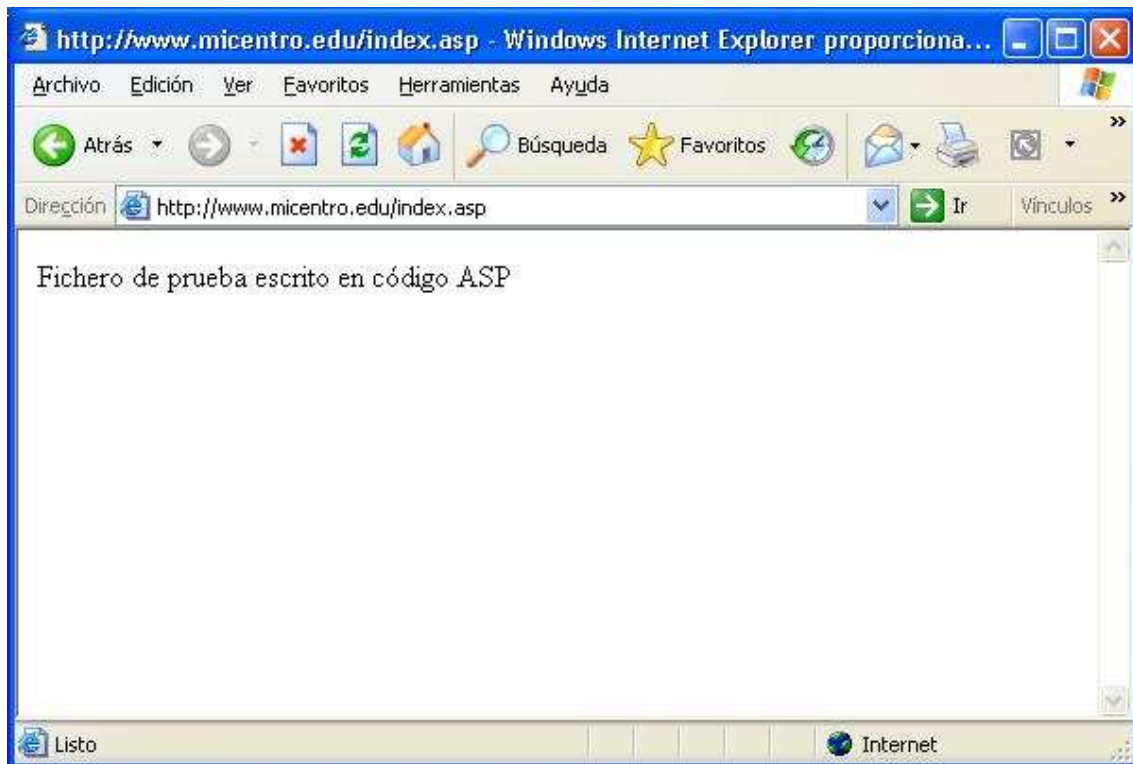 http://www.micentro.edu/index.asp - Windows Internet Explorer proporciona...
Archivo Edición Ver Favoritos Herramientas Ayuda
Atrás Búsqueda Favoritos »
Dirección http://www.micentro.edu/index.asp Ir Vínculos »
Fichero de prueba escrito en código ASP
Listo Internet